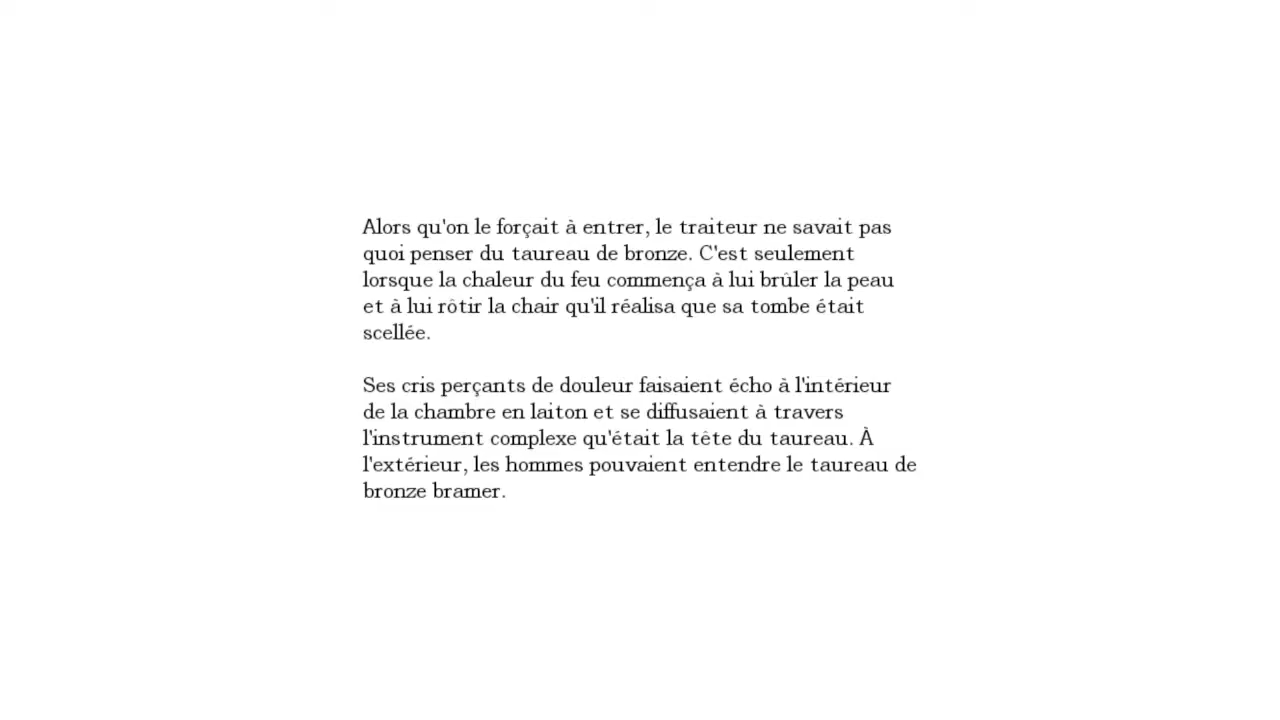 Alors qu'on le forçait à entrer, le traiteur ne savait pas
quoi penser du taureau de bronze. C'est seulement
lorsque la chaleur du feu commença à lui brûler la peau
et à lui rôtir la chair qu'il réalisa que sa tombe était
scellée.
Ses cris perçants de douleur faisaient écho à l'intérieur
de la chambre en laiton et se diffusaient à travers
l'instrument complexe qu'était la tête du taureau. À
l'extérieur, les hommes pouvaient entendre le taureau de
bronze bramer.